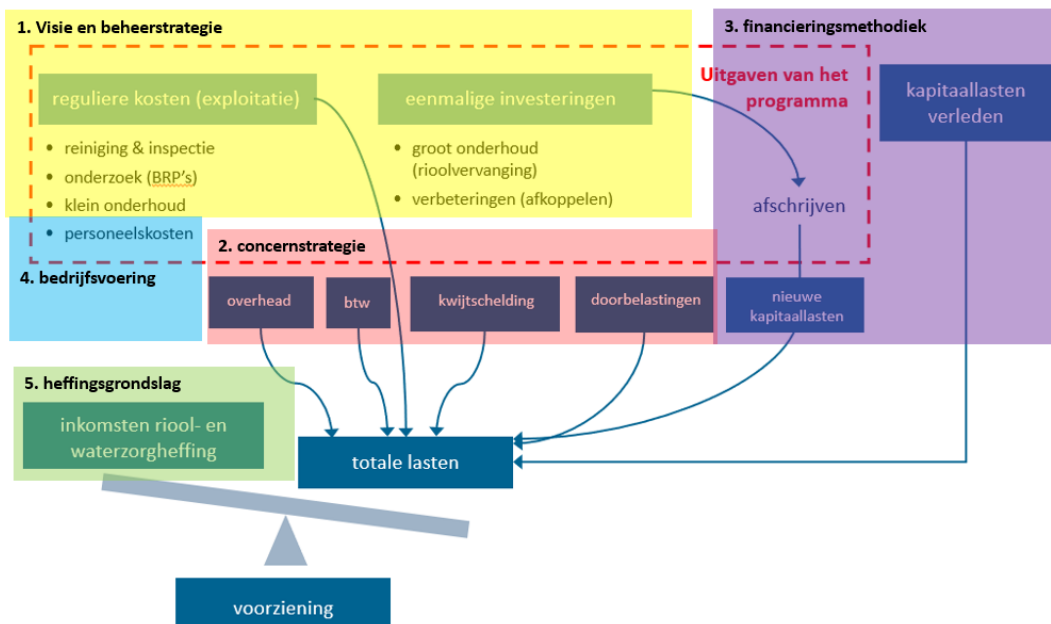 1. Visie en beheerstrategie
3. financieringsmethodiek
Uitgaven van het
programma
reguliere kosten (exploitatie)
eenmalige investeringen
kapitaallasten
verleden
• reiniging & inspectie
• onderzoek (BRP's)
• klein onderhoud
• personeelskosten
• groot onderhoud
(rioolvervanging)
• verbeteringen (afkoppelen)
afschrijven
2. concernstrategie
4. bedrijfsvoering
overhead
btw
kwijtschelding
doorbelastingen
nieuwe
kapitaallasten
5. heffingsgrondslag
inkomsten riool- en
waterzorgheffing
totale lasten
voorziening